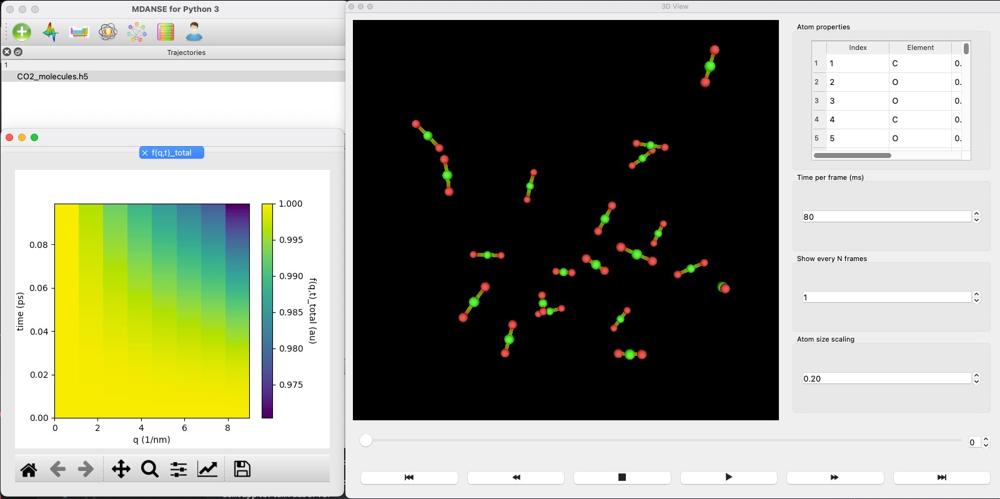 MDANSE for Python 3
Trajectories
1
CO2_molecules.h5
f(q,t)_total
1.000
0.995
0.990
0.985
0.980
0.975
f(q,t)_total (au)
0.08
0.06
0.04
0.02
0.00
time (ps)
0 2 4 6 8
q (1/nm)
3D View
Atom properties
Index Element
1 1 C 0.
2 2 O 0.
3 3 O 0.
4 4 C 0.
5 5 O 0.
Time per frame (ms)
80
Show every N frames
1
Atom size scaling
0.20
0